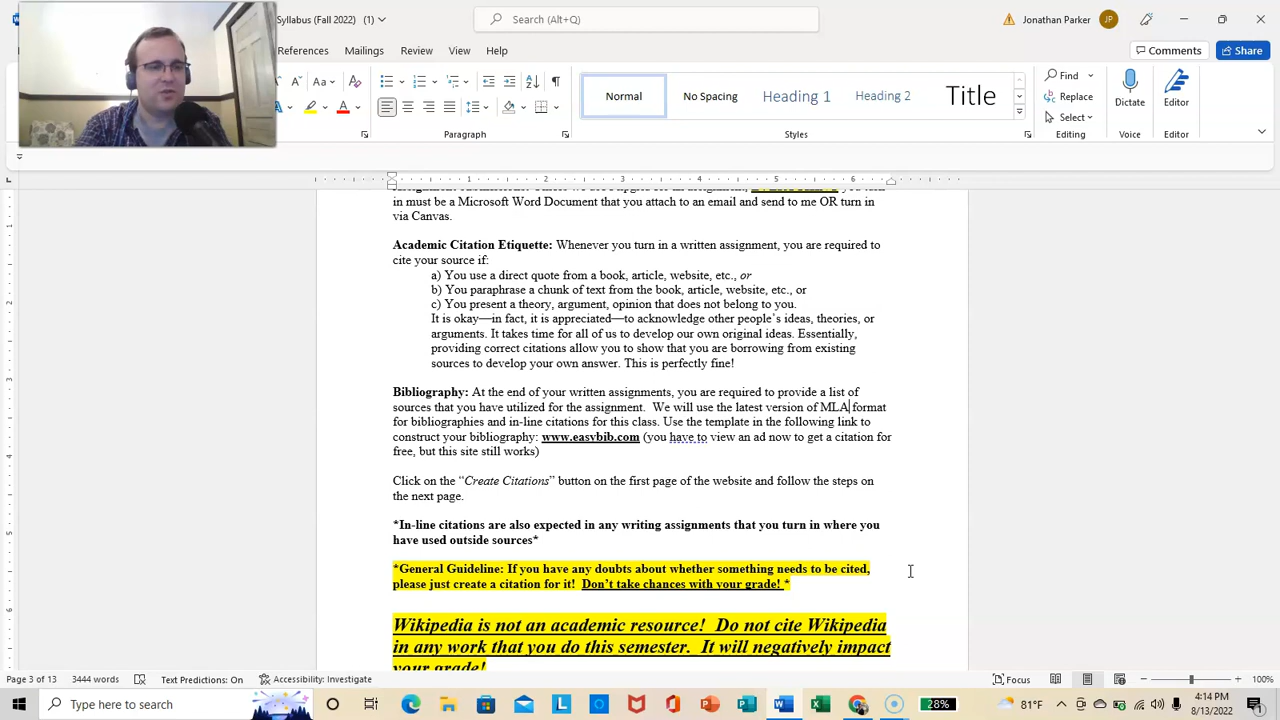 Syllabus (Fall 2022) (1)
Search (Alt+Q)
Jonathan Parker
JP
References Mailings Review View Help
Comments Share
Aa
Normal No Spacing Heading 1 Heading 2 Title
Find
Replace
Select
Dictate
Editor
Paragraph Styles Editing Voice Editor
1 2 3 4 5 6
in must be a Microsoft Word Document that you attach to an email and send to me OR turn in
via Canvas.
Academic Citation Etiquette: Whenever you turn in a written assignment, you are required to
cite your source if:
a) You use a direct quote from a book, article, website, etc., or
b) You paraphrase a chunk of text from the book, article, website, etc., or
c) You present a theory, argument, opinion that does not belong to you.
It is okay—in fact, it is appreciated—to acknowledge other people's ideas, theories, or
arguments. It takes time for all of us to develop our own original ideas. Essentially,
providing correct citations allow you to show that you are borrowing from existing
sources to develop your own answer. This is perfectly fine!
Bibliography: At the end of your written assignments, you are required to provide a list of
sources that you have utilized for the assignment. We will use the latest version of MLA format
for bibliographies and in-line citations for this class. Use the template in the following link to
construct your bibliography: www.easybib.com (you have to view an ad now to get a citation for
free, but this site still works)
Click on the “Create Citations” button on the first page of the website and follow the steps on
the next page.
*In-line citations are also expected in any writing assignments that you turn in where you
have used outside sources*
*General Guideline: If you have any doubts about whether something needs to be cited,
please just create a citation for it! Don't take chances with your grade! *
Wikipedia is not an academic resource! Do not cite Wikipedia
in any work that you do this semester. It will negatively impact
your grade!
Page 3 of 13 3444 words Text Predictions: On Accessibility: Investigate Focus 100%
Type here to search
28%
81°F
4:14 PM
8/13/2022